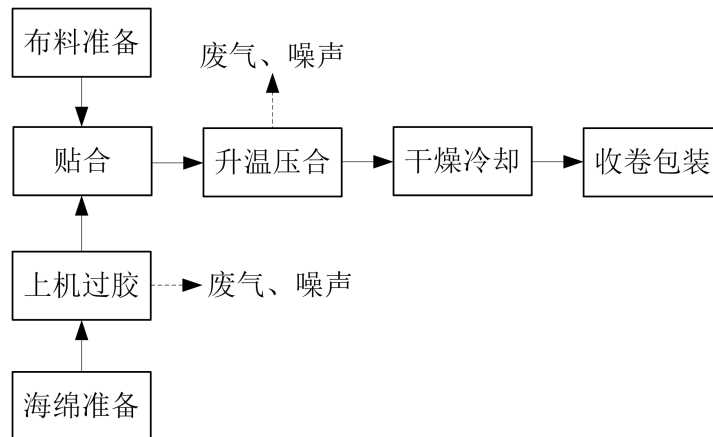 布料准备
废气、噪声
贴合
升温压合
干燥冷却
收卷包装
上机过胶
废气、噪声
海绵准备